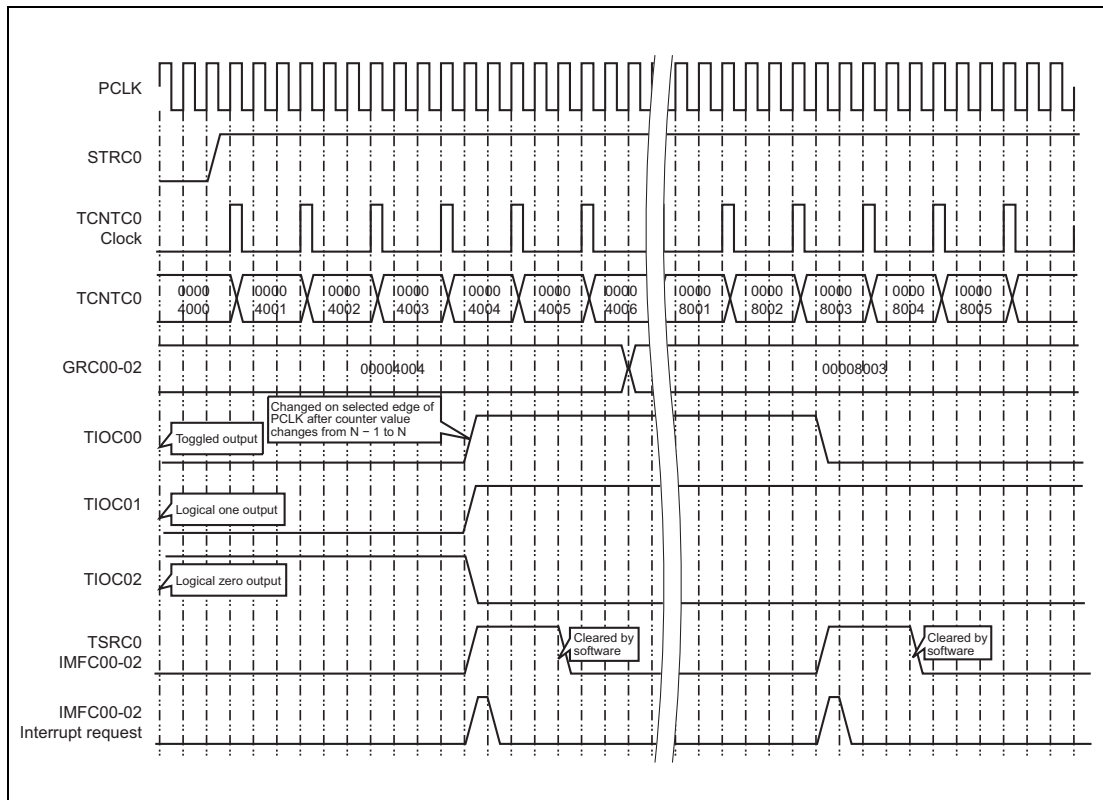 PCLK
STRC0
TCNTC0
Clock
TCNTC0
0000 0000 0000 0000 0000 0000 0000 0000 0000 0000 0000 0000
4000 4001 4002 4003 4004 4005 4006 8001 8002 8003 8004 8005
GRC00-02
00004004
00008003
Changed on selected edge of
PCLK after counter value
changes from N − 1 to N
TIOC00
Toggled output
TIOC01
Logical one output
TIOC02
Logical zero output
TSRC0
IMFC00-02
Cleared by
software
Cleared by
software
IMFC00-02
Interrupt request